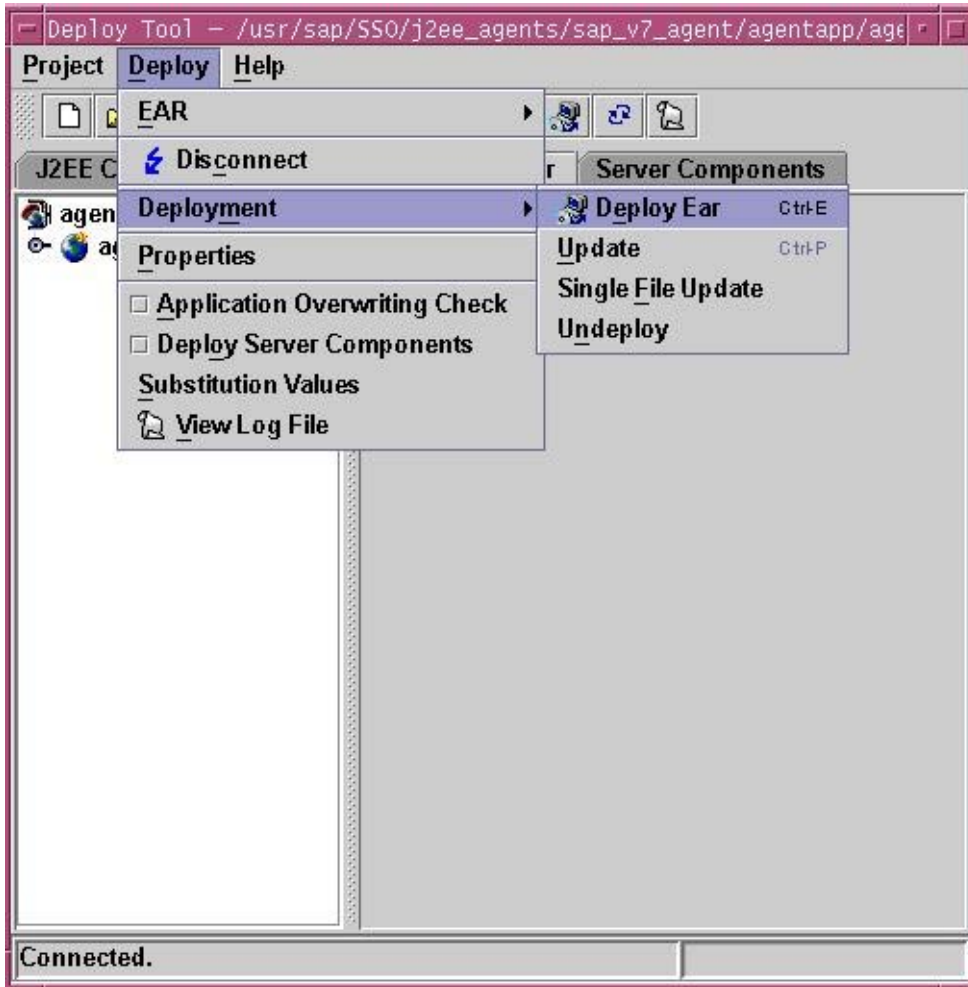 Deploy Tool – /usr/sap/SSO/j2ee_agents/sap_v7_agent/agentapp/age
Project Deploy Help
EAR
Disconnect
J2EE C
r
Server Components
agen
Deployment
Deploy Ear Ctrl-E
ag
Properties
Update Ctrl-P
Application Overwriting Check
Single File Update
Deploy Server Components
Undeploy
Substitution Values
View Log File
Connected.